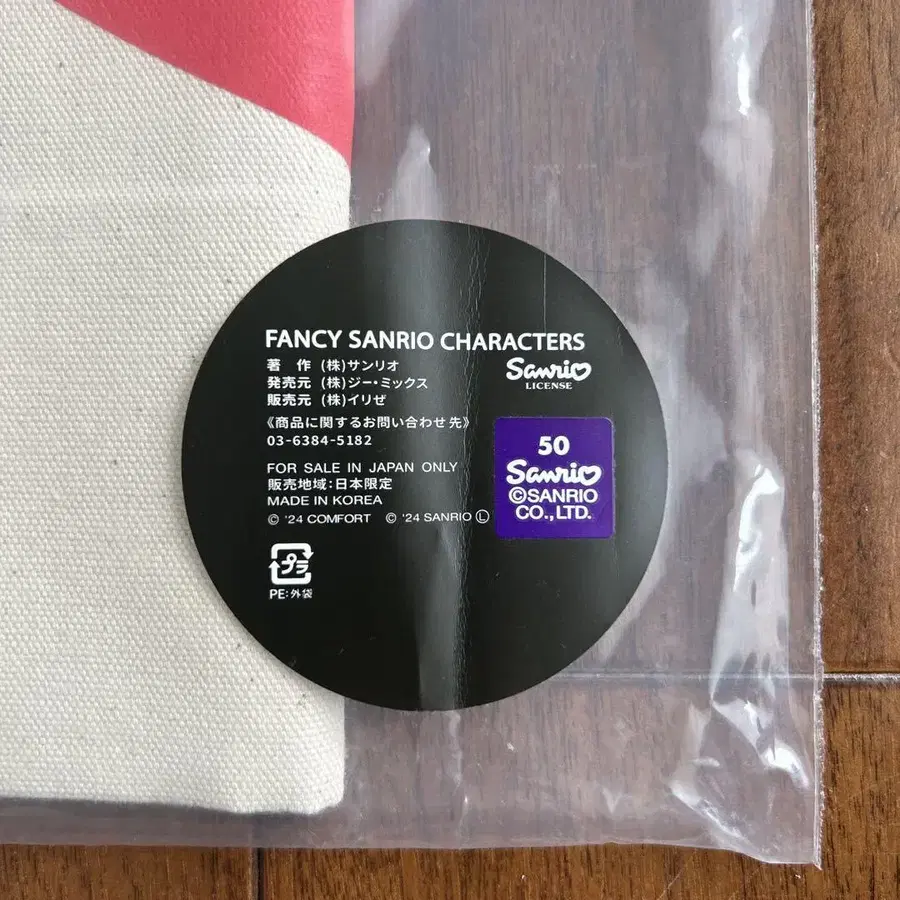 FANCY SANRIO CHARACTERS
著 作 (株)サンリオ
発売元 (株)ジー・ミックス
販売元 (株)イリゼ
Sanrio
LICENSE
《商品に関するお問い合わせ先》
03-6384-5182
FOR SALE IN JAPAN ONLY
販売地域:日本限定
MADE IN KOREA
© '24 COMFORT © '24 SANRIO Ⓛ
50
Sanrio
©SANRIO
CO.,LTD.
プラ
PE:外袋